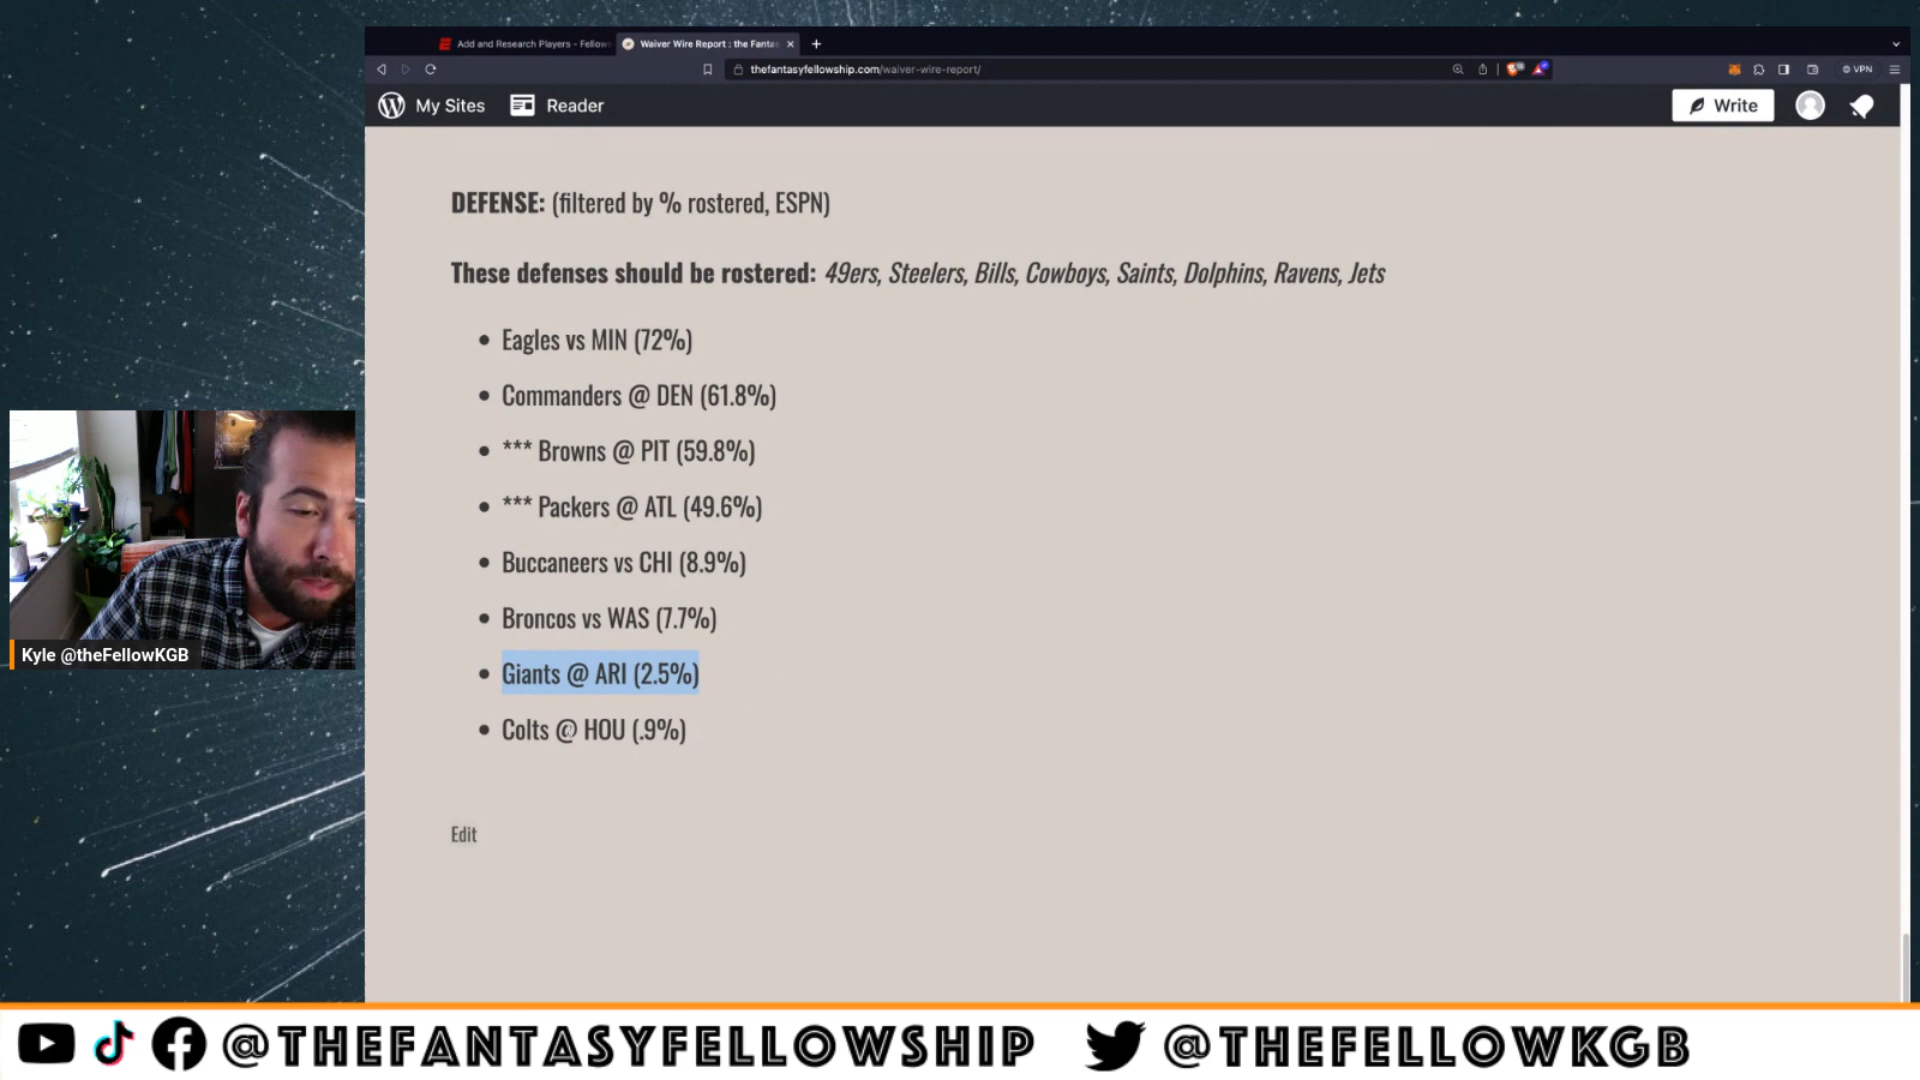 Add and Research Players - Fellow
Waiver Wire Report : the Fanta
thefantasyfellowship.com/waiver-wire-report/
VPN
My Sites
Reader
Write
DEFENSE: (filtered by % rostered, ESPN)
These defenses should be rostered: 49ers, Steelers, Bills, Cowboys, Saints, Dolphins, Ravens, Jets
• Eagles vs MIN (72%)
• Commanders @ DEN (61.8%)
• *** Browns @ PIT (59.8%)
• *** Packers @ ATL (49.6%)
• Buccaneers vs CHI (8.9%)
• Broncos vs WAS (7.7%)
• Giants @ ARI (2.5%)
• Colts @ HOU (.9%)
Edit
Kyle @theFellowKGB
@THEFANTASYFELLOWSHIP
@THEFELLOWKGB